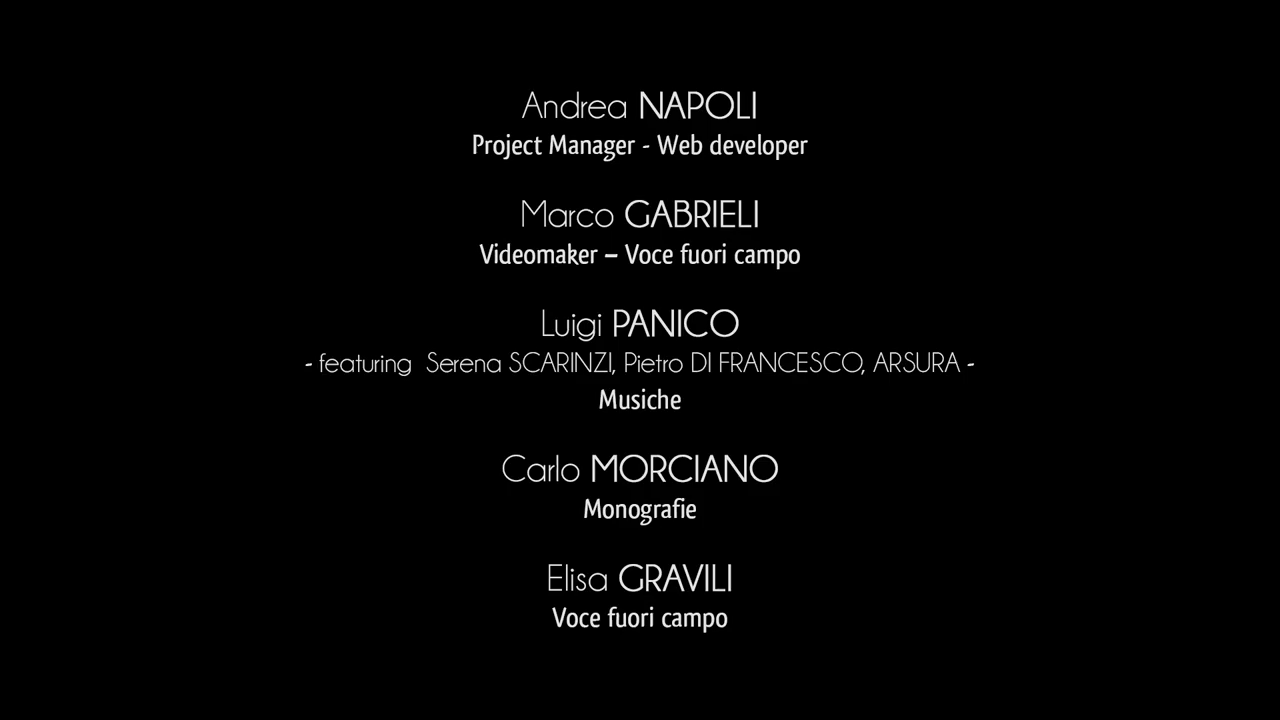 Andrea NAPOLI
Project Manager - Web developer
Marco GABRIELI
Videomaker – Voce fuori campo
Luigi PANICO
- featuring  Serena SCARINZI, Pietro DI FRANCESCO, ARSURA -
Musiche
Carlo MORCIANO
Monografie
Elisa GRAVILI
Voce fuori campo